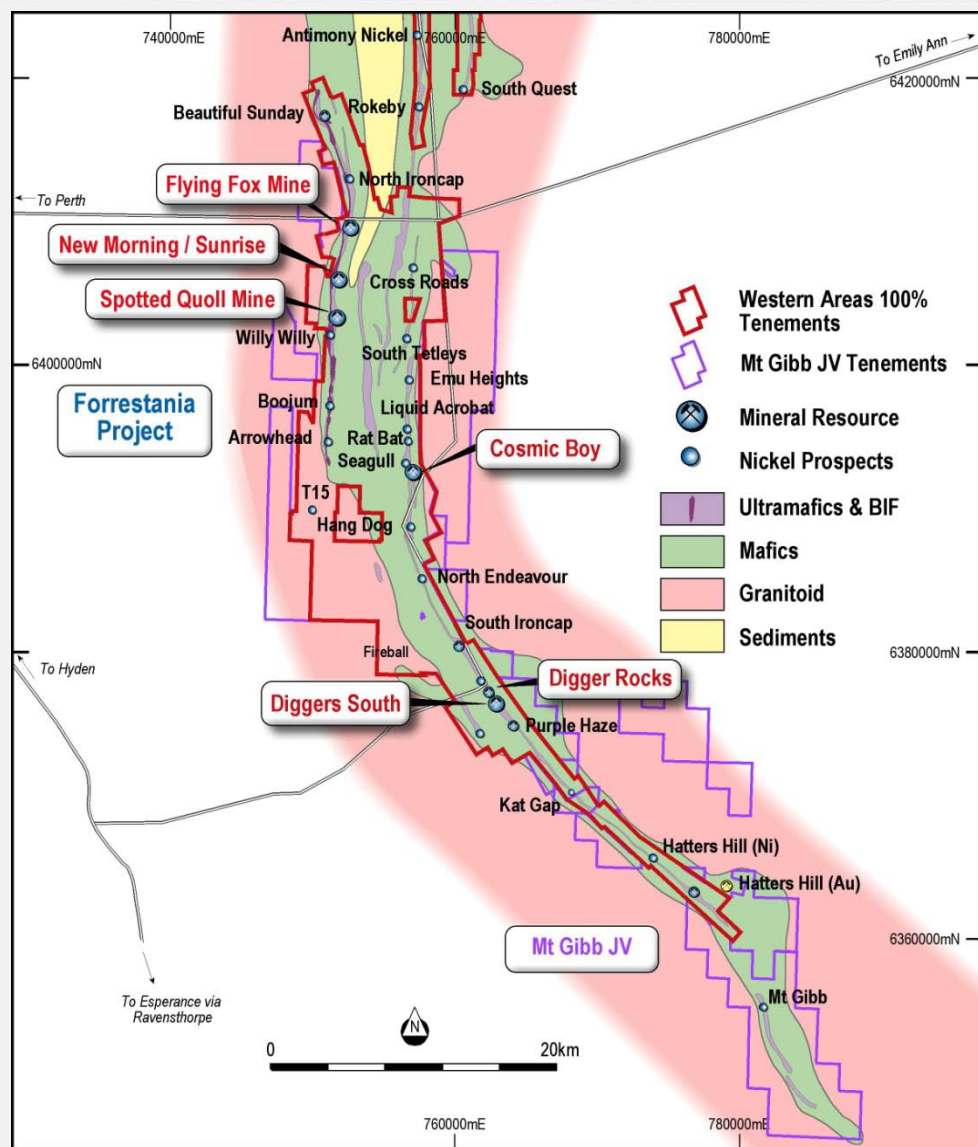 740000mE
760000mE
780000mE
Antimony Nickel
To Emily Ann
6420000mN
South Quest
Beautiful Sunday
Rokeby
Flying Fox Mine
North Ironcap
To Perth
New Morning / Sunrise
Cross Roads
Spotted Quoll Mine
Willy Willy
South Tetleys
6400000mN
Emu Heights
Forrestania
Project
Boojum
Liquid Acrobat
Arrowhead
Rat Bat
Seagull
Cosmic Boy
T15
Hang Dog
North Endeavour
South Ironcap
Fireball
6380000mN
To Hyden
Digger Rocks
Diggers South
Purple Haze
Kat Gap
Hatters Hill (Ni)
Hatters Hill (Au)
Mt Gibb JV
6360000mN
Mt Gibb
To Esperance via
Ravensthorpe
N
0
20km
760000mE
780000mE
Western Areas 100%
Tenements
Mt Gibb JV Tenements
Mineral Resource
Nickel Prospects
Ultramafics & BIF
Mafics
Granitoid
Sediments